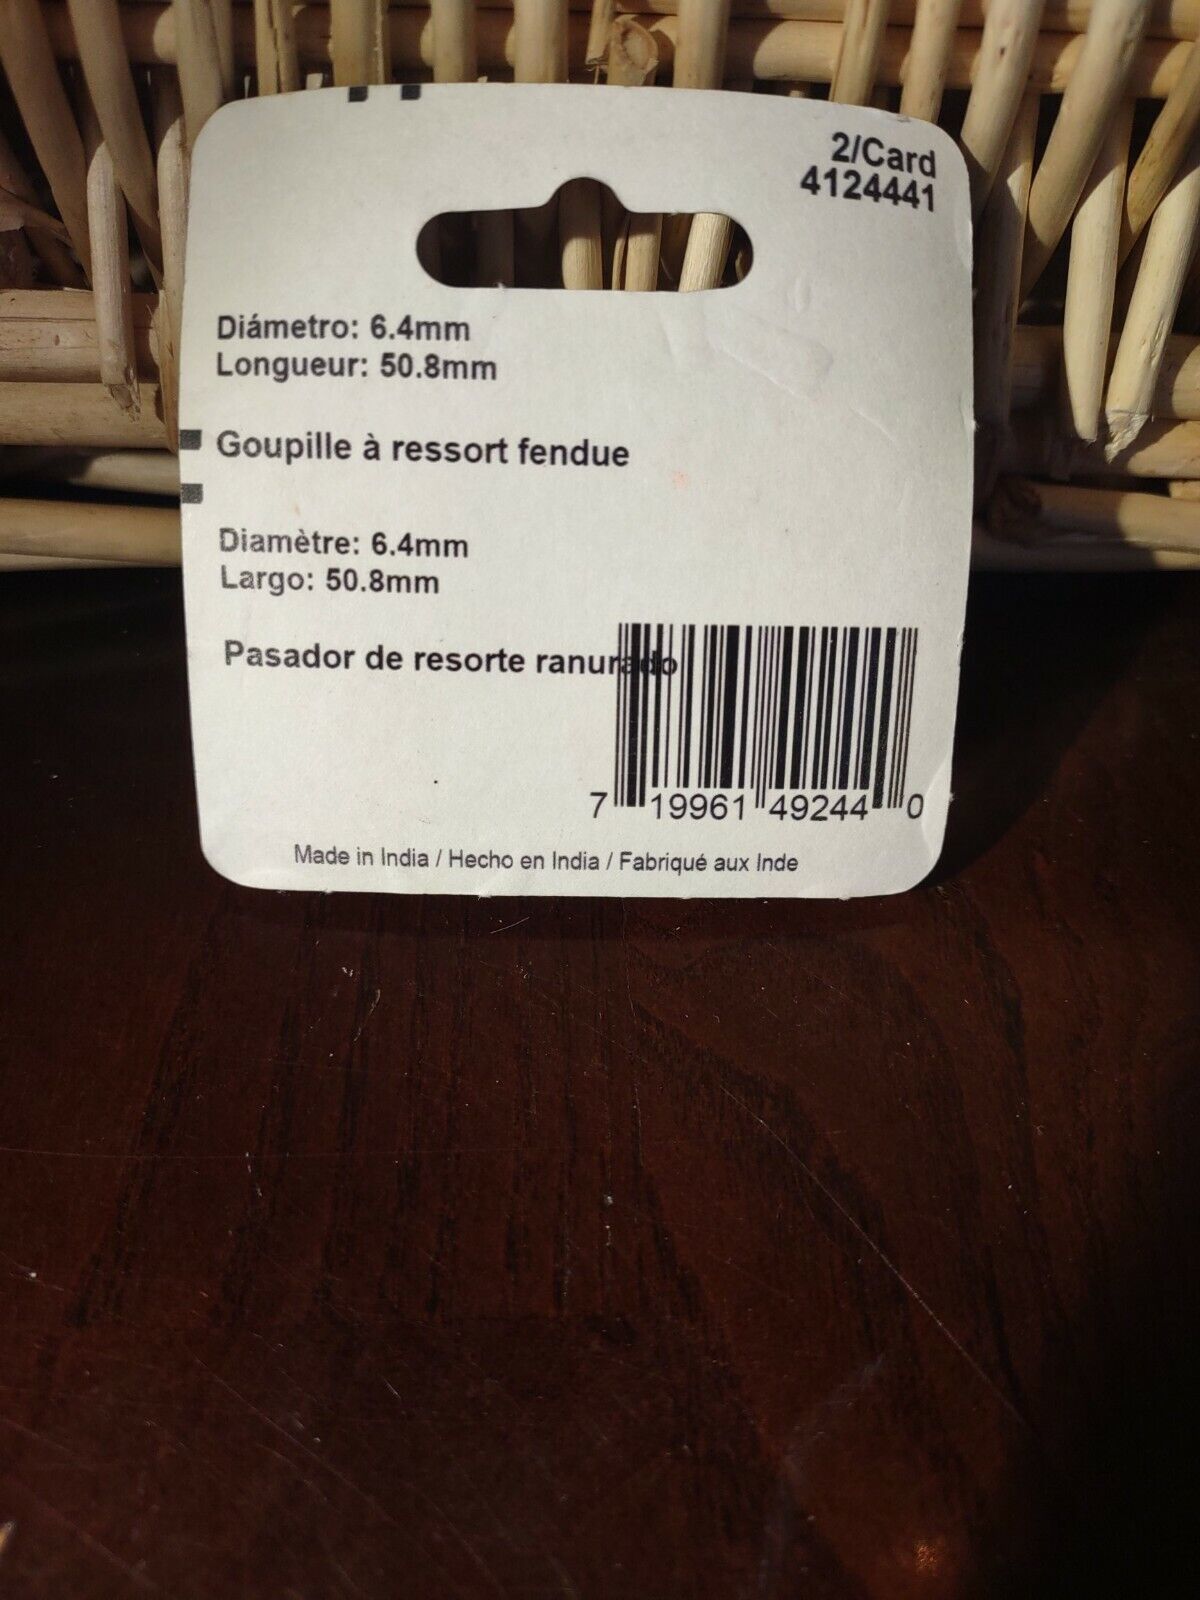 2/Card
4124441
Diámetro: 6.4mm
Longueur: 50.8mm
Goupille à ressort fendue
Diamètre: 6.4mm
Largo: 50.8mm
Pasador de resorte ranurado
7 19961 49244 0
Made in India / Hecho en India / Fabriqué aux Inde